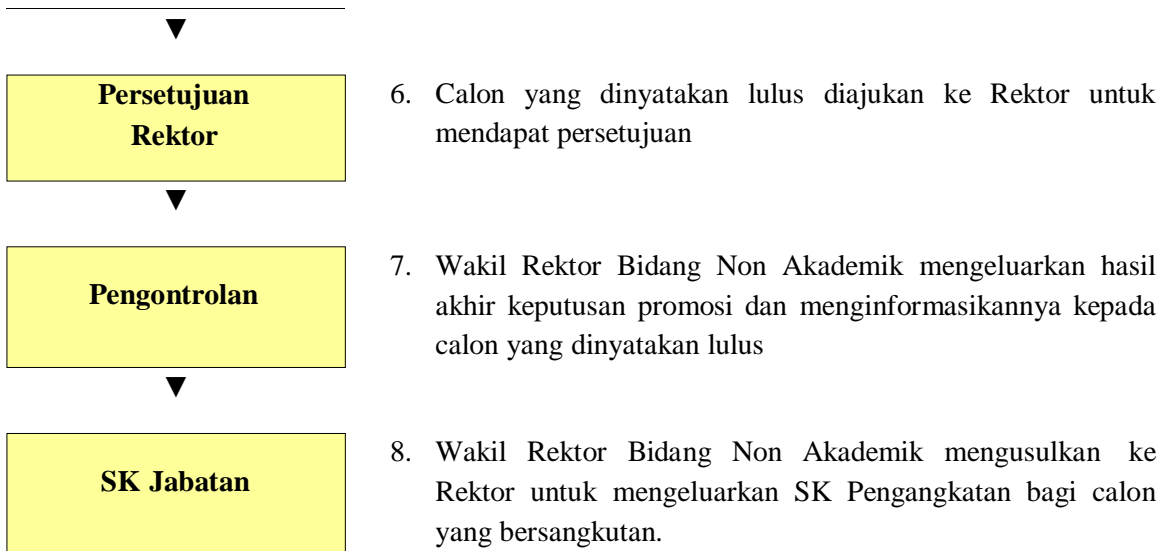 Persetujuan
Rektor
6. Calon yang dinyatakan lulus diajukan ke Rektor untuk
mendapat persetujuan
Pengontrolan
7. Wakil Rektor Bidang Non Akademik mengeluarkan hasil
akhir keputusan promosi dan menginformasikannya kepada
calon yang dinyatakan lulus
SK Jabatan
8. Wakil Rektor Bidang Non Akademik mengusulkan ke
Rektor untuk mengeluarkan SK Pengangkatan bagi calon
yang bersangkutan.